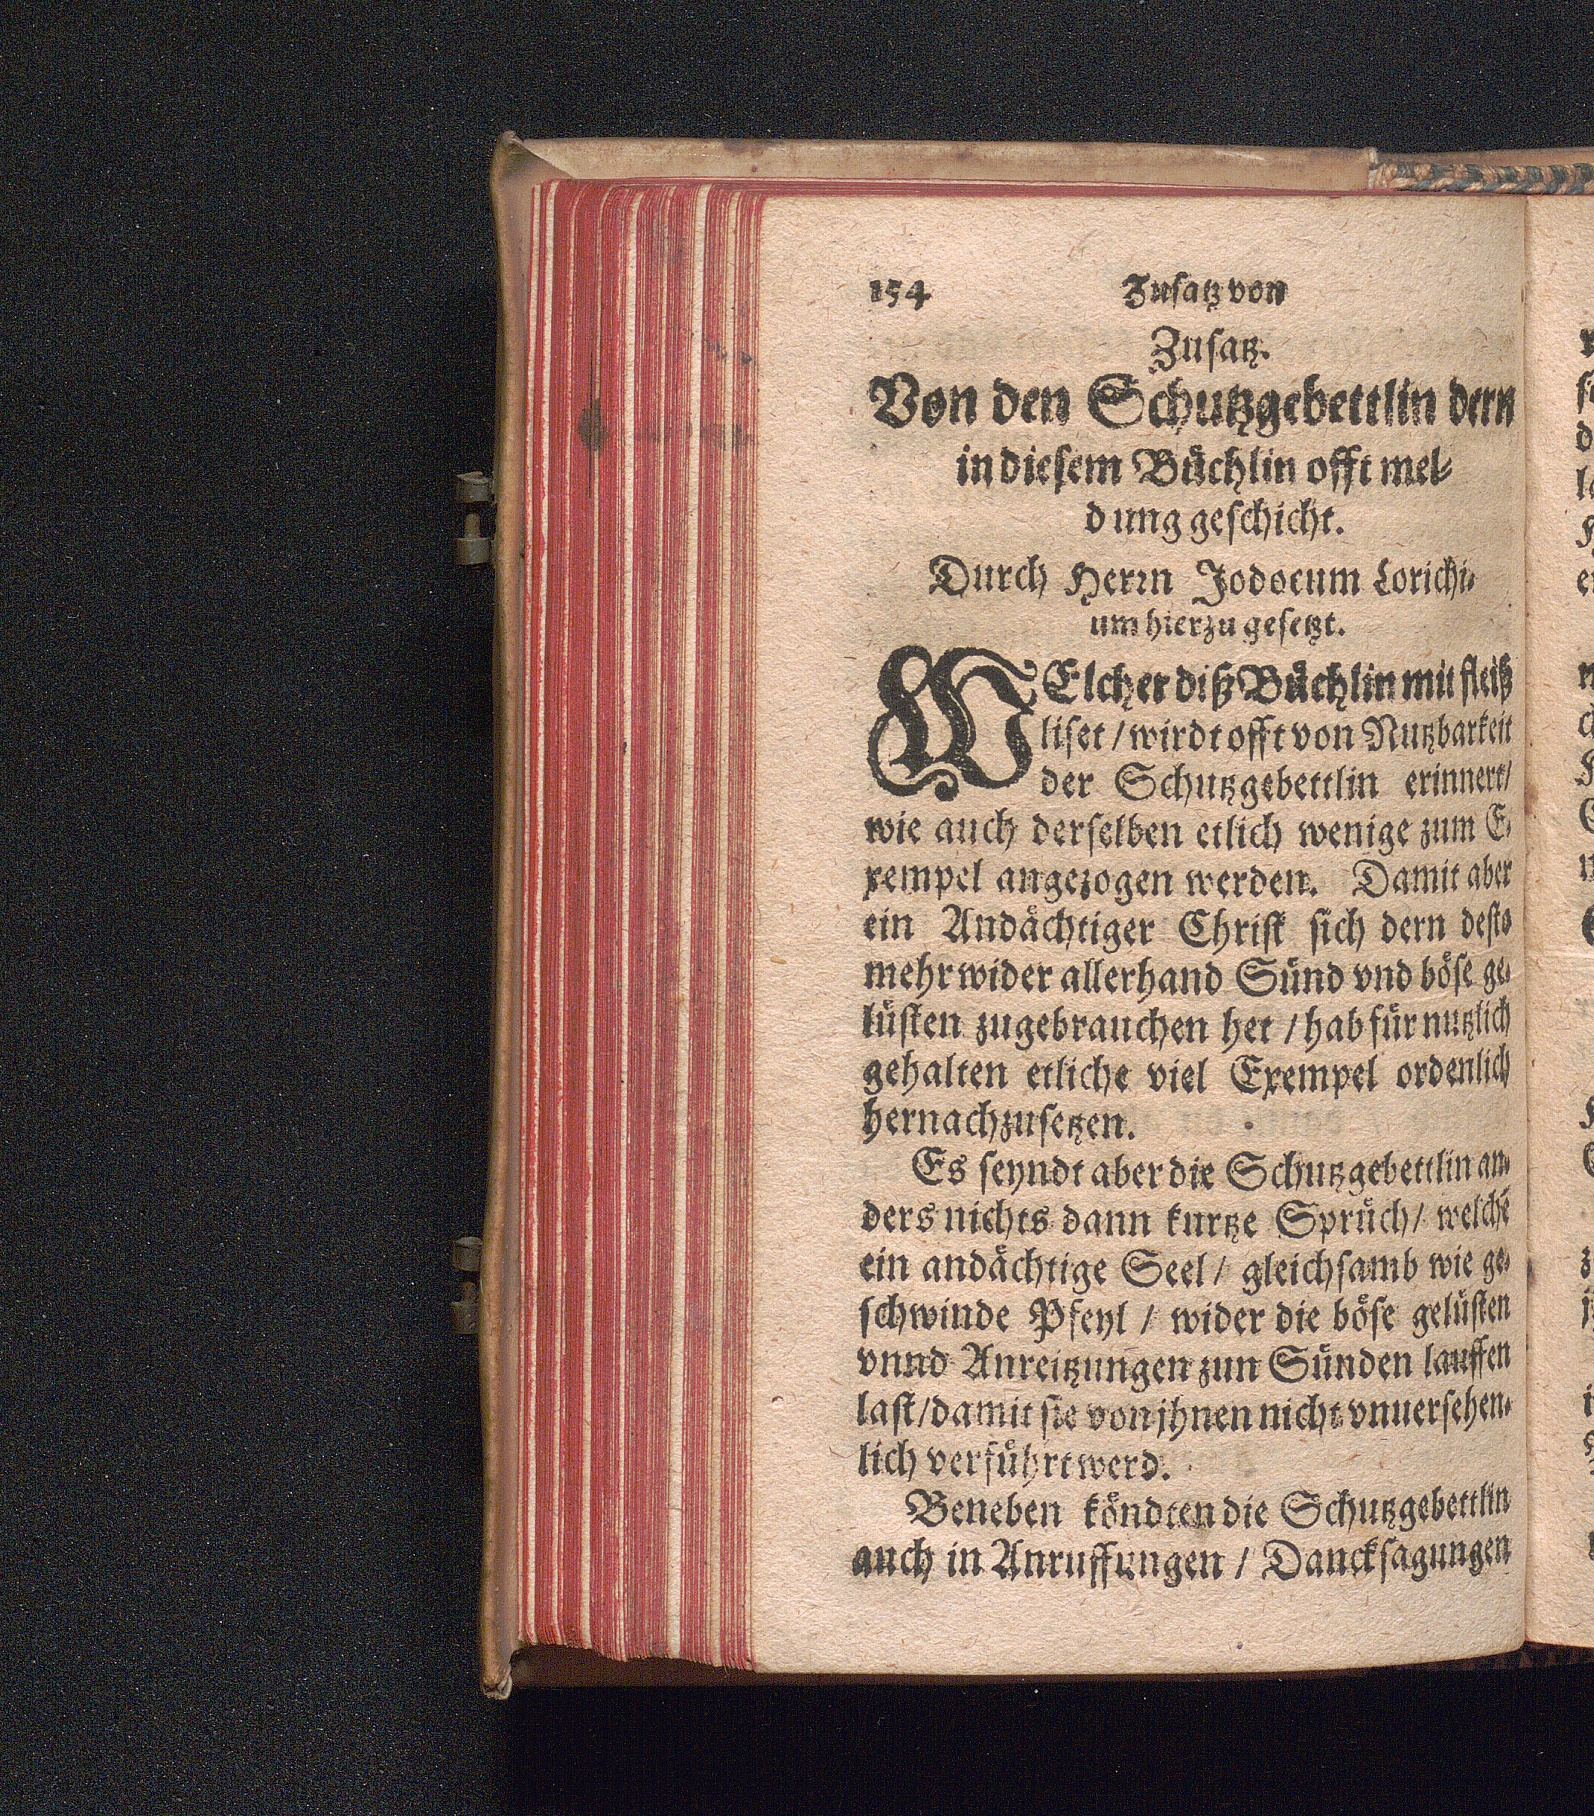 154 Zusatz von
Zusatz.
Von den Schutzgebettlin dern
in diesem Büchlin offt mel-
dung geschicht.
Durch Herrn Jodocum Lorichi-
um hierzu gesetzt.
WElcher diß Büchlin mit fleiß
liset / wirdt offt von Nutzbarkeit
der Schutzgebettlin erinnert /
wie auch derselben etlich wenige zum E-
xempel angezogen werden. Damit aber
ein Andächtiger Christ sich dern desto
mehr wider allerhand Sünd vnd böse ge-
lüsten zugebrauchen het / hab für nutzlich
gehalten etliche viel Exempel ordenlich
hernachzusetzen.
Es seyndt aber die Schutzgebettlin an-
ders nichts dann kurtze Sprüch / welche
ein andächtige Seel / gleichsamb wie ge-
schwinde Pfeyl / wider die böse gelüsten
vnnd Anreitzungen zun Sünden lauffen
last / damit sie von jhnen nicht vnuersehen-
lich verführt werd.
Beneben köndten die Schutzgebettlin
auch in Anruffungen / Dancksagungen